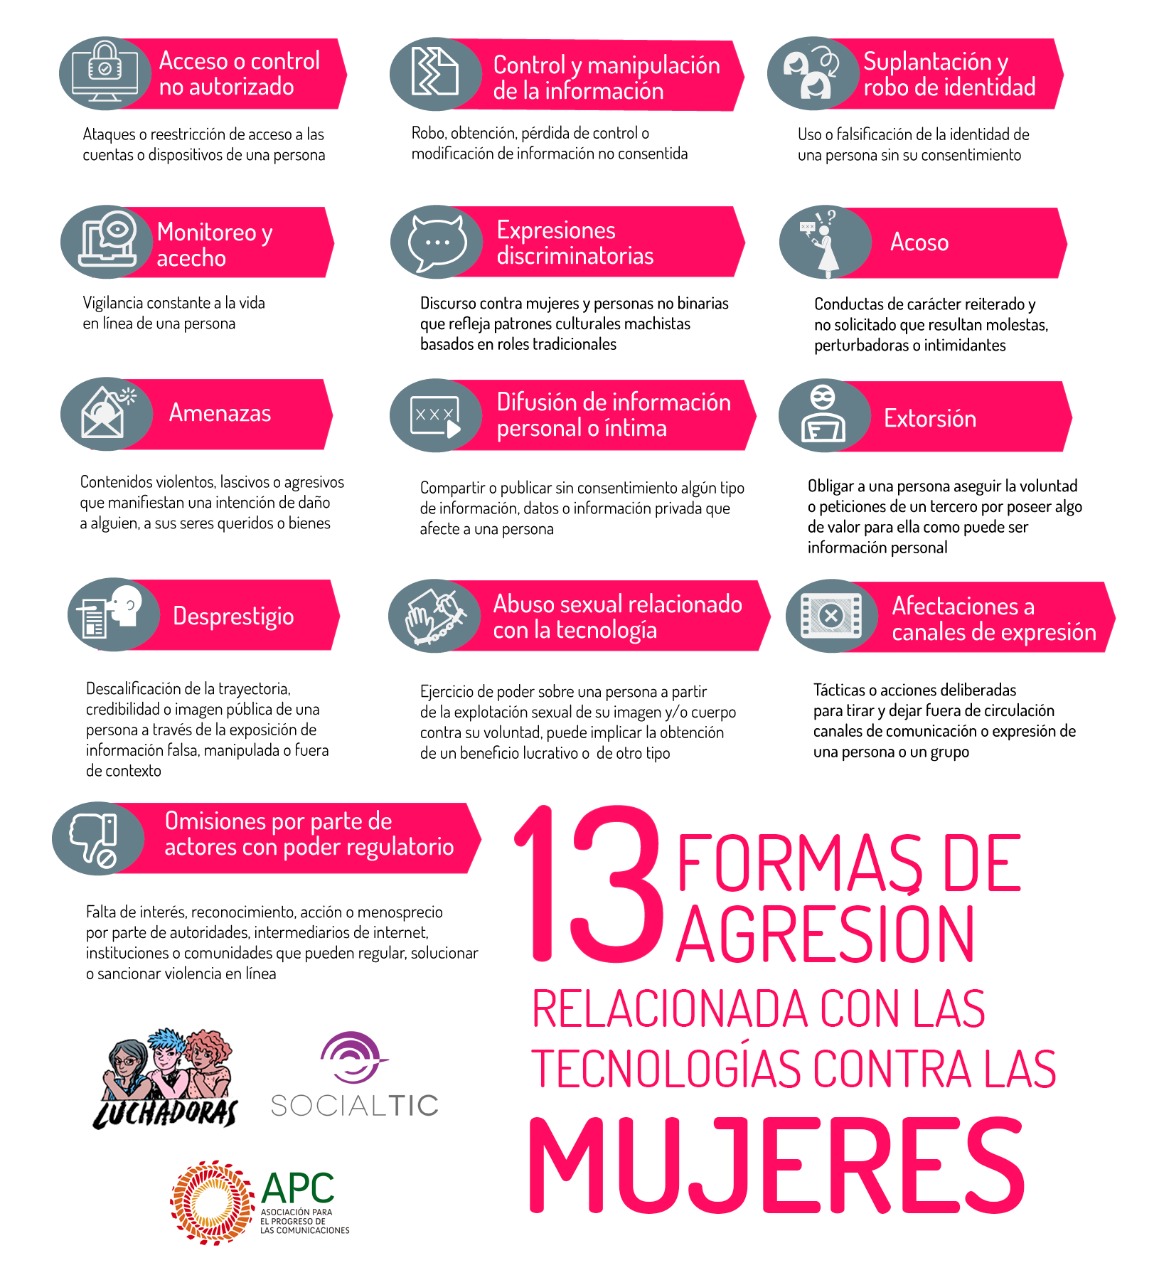 Acceso o control
no autorizado
Ataques o reestricción de acceso a las
cuentas o dispositivos de una persona
Control y manipulación
de la información
Robo, obtención, pérdida de control o
modificación de información no consentida
Suplantación y
robo de identidad
Uso o falsificación de la identidad de
una persona sin su consentimiento
Monitoreo y
acecho
Vigilancia constante a la vida
en línea de una persona
Expresiones
discriminatorias
Discurso contra mujeres y personas no binarias
que refleja patrones culturales machistas
basados en roles tradicionales
!?
xxx
Acoso
Conductas de carácter reiterado y
no solicitado que resultan molestas,
perturbadoras o intimidantes
Amenazas
Contenidos violentos, lascivos o agresivos
que manifiestan una intención de daño
a alguien, a sus seres queridos o bienes
XXX
Difusión de información
personal o íntima
Compartir o publicar sin consentimiento algún tipo
de información, datos o información privada que
afecte a una persona
Extorsión
Obligar a una persona aseguir la voluntad
o peticiones de un tercero por poseer algo
de valor para ella como puede ser
información personal
Desprestigio
Descalificación de la trayectoria,
credibilidad o imagen pública de una
persona a través de la exposición de
información falsa, manipulada o fuera
de contexto
Abuso sexual relacionado
con la tecnología
Ejercicio de poder sobre una persona a partir
de la explotación sexual de su imagen y/o cuerpo
contra su voluntad, puede implicar la obtención
de un beneficio lucrativo o de otro tipo
Afectaciones a
canales de expresión
Tácticas o acciones deliberadas
para tirar y dejar fuera de circulación
canales de comunicación o expresión de
una persona o un grupo
Omisiones por parte de
actores con poder regulatorio
Falta de interés, reconocimiento, acción o menosprecio
por parte de autoridades, intermediarios de internet,
instituciones o comunidades que pueden regular, solucionar
o sancionar violencia en línea
13 FORMAS DE
AGRESIÓN
RELACIONADA CON LAS
TECNOLOGÍAS CONTRA LAS
MUJERES
LUCHADORAS
SOCIALTIC
APC
ASOCIACIÓN PARA
EL PROGRESO DE
LAS COMUNICACIONES